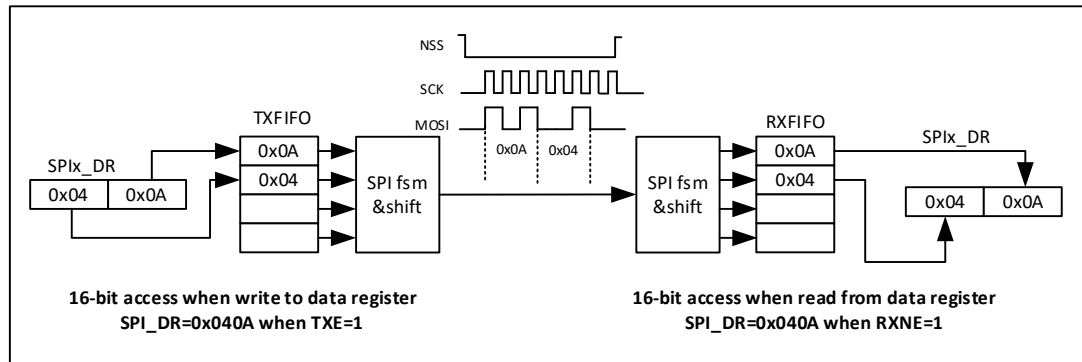 NSS
SCK
MOSI
0x0A 0x04
TXFIFO
0x0A
0x04
SPIx_DR
0x04 0x0A
SPI fsm
&shift
SPI fsm
&shift
RXFIFO
0x0A
0x04
SPIx_DR
0x04 0x0A
16-bit access when write to data register
SPI_DR=0x040A when TXE=1
16-bit access when read from data register
SPI_DR=0x040A when RXNE=1